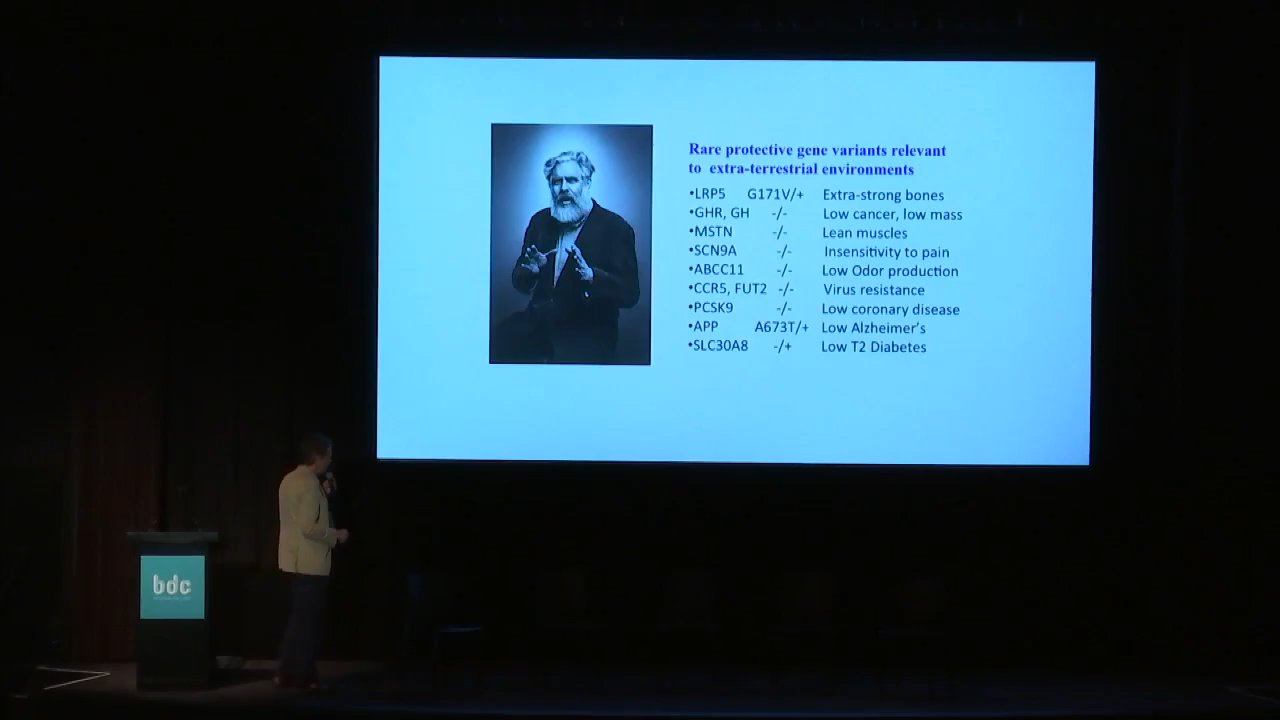 Rare protective gene variants relevant
to extra-terrestrial environments
•LRP5 G171V/+ Extra-strong bones
•GHR, GH -/- Low cancer, low mass
•MSTN -/- Lean muscles
•SCN9A -/- Insensitivity to pain
•ABCC11 -/- Low Odor production
•CCR5, FUT2 -/- Virus resistance
•PCSK9 -/- Low coronary disease
•APP A673T/+ Low Alzheimer's
•SLC30A8 -/+ Low T2 Diabetes
bdc